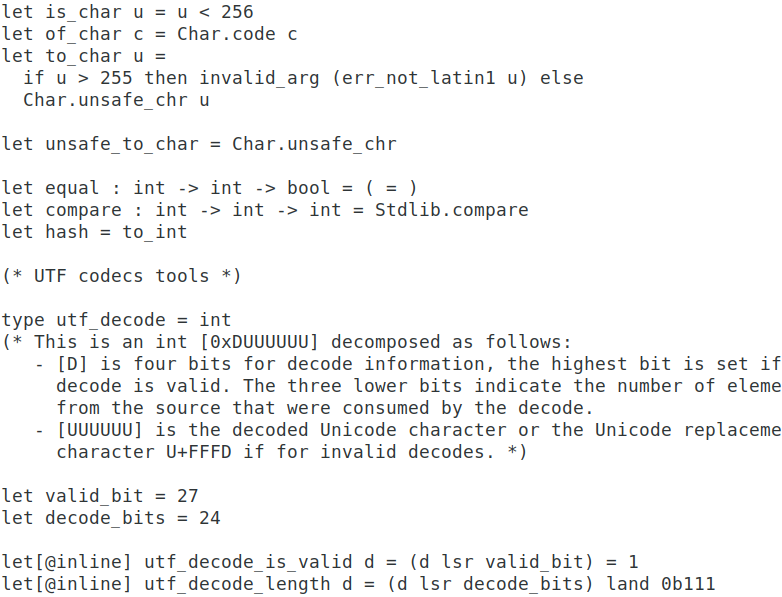 let is_char u = u < 256
let of_char c = Char.code c
let to_char u =
  if u > 255 then invalid_arg (err_not_latin1 u) else
  Char.unsafe_chr u

let unsafe_to_char = Char.unsafe_chr

let equal : int -> int -> bool = ( = )
let compare : int -> int -> int = Stdlib.compare
let hash = to_int

(* UTF codecs tools *)

type utf_decode = int
(* This is an int [0xDUUUUUU] decomposed as follows:
   - [D] is four bits for decode information, the highest bit is set if
     decode is valid. The three lower bits indicate the number of eleme
     from the source that were consumed by the decode.
   - [UUUUUU] is the decoded Unicode character or the Unicode replaceme
     character U+FFFD if for invalid decodes. *)

let valid_bit = 27
let decode_bits = 24

let[@inline] utf_decode_is_valid d = (d lsr valid_bit) = 1
let[@inline] utf_decode_length d = (d lsr decode_bits) land 0b111